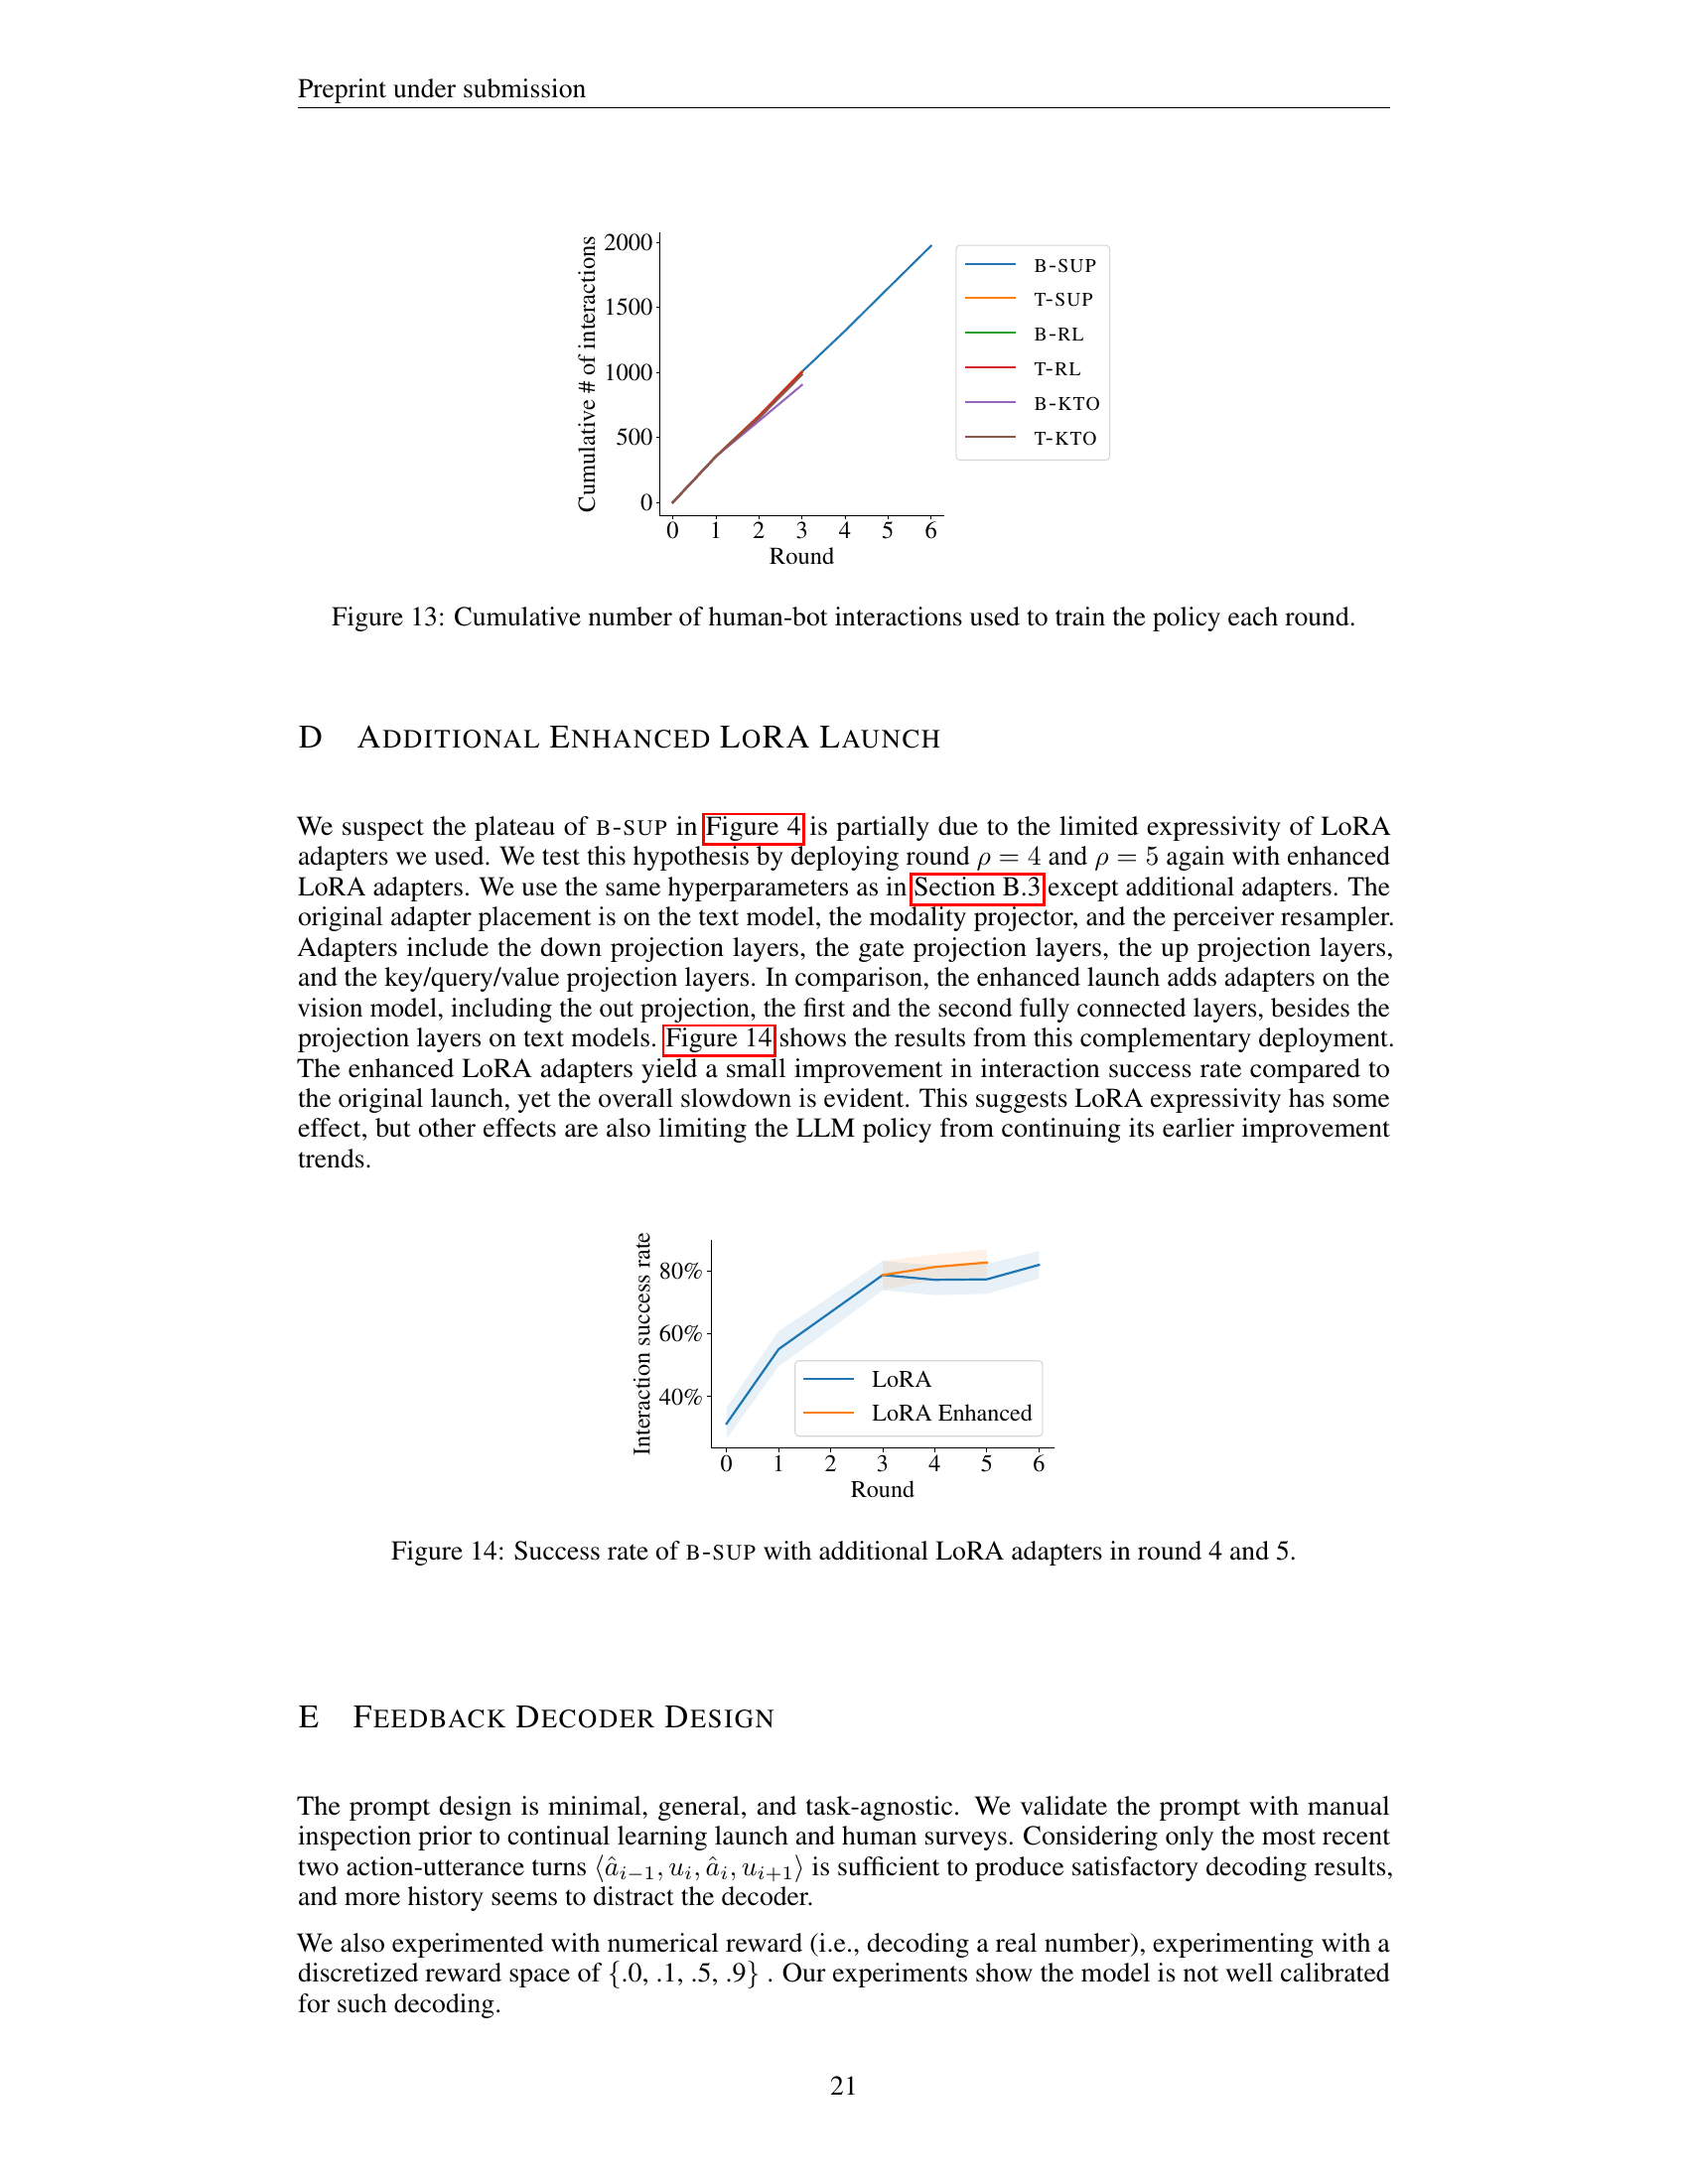 Preprint under submission
Cumulative # of interactions
2000
1500
1000
500
0
0 1 2 3 4 5 6
Round
B-SUP
T-SUP
B-RL
T-RL
B-KTO
T-KTO
Figure 13: Cumulative number of human-bot interactions used to train the policy each round.
D ADDITIONAL ENHANCED LORA LAUNCH
We suspect the plateau of B-SUP in Figure 4 is partially due to the limited expressivity of LoRA
adapters we used. We test this hypothesis by deploying round ρ = 4 and ρ = 5 again with enhanced
LoRA adapters. We use the same hyperparameters as in Section B.3 except additional adapters. The
original adapter placement is on the text model, the modality projector, and the perceiver resampler.
Adapters include the down projection layers, the gate projection layers, the up projection layers,
and the key/query/value projection layers. In comparison, the enhanced launch adds adapters on the
vision model, including the out projection, the first and the second fully connected layers, besides the
projection layers on text models. Figure 14 shows the results from this complementary deployment.
The enhanced LoRA adapters yield a small improvement in interaction success rate compared to
the original launch, yet the overall slowdown is evident. This suggests LoRA expressivity has some
effect, but other effects are also limiting the LLM policy from continuing its earlier improvement
trends.
Interaction success rate
80%
60%
40%
LoRA
LoRA Enhanced
0 1 2 3 4 5 6
Round
Figure 14: Success rate of B-SUP with additional LoRA adapters in round 4 and 5.
E FEEDBACK DECODER DESIGN
The prompt design is minimal, general, and task-agnostic. We validate the prompt with manual
inspection prior to continual learning launch and human surveys. Considering only the most recent
two action-utterance turns ⟨â_{i−1}, u_i, â_i, u_{i+1}⟩ is sufficient to produce satisfactory decoding results,
and more history seems to distract the decoder.
We also experimented with numerical reward (i.e., decoding a real number), experimenting with a
discretized reward space of {.0, .1, .5, .9} . Our experiments show the model is not well calibrated
for such decoding.
21